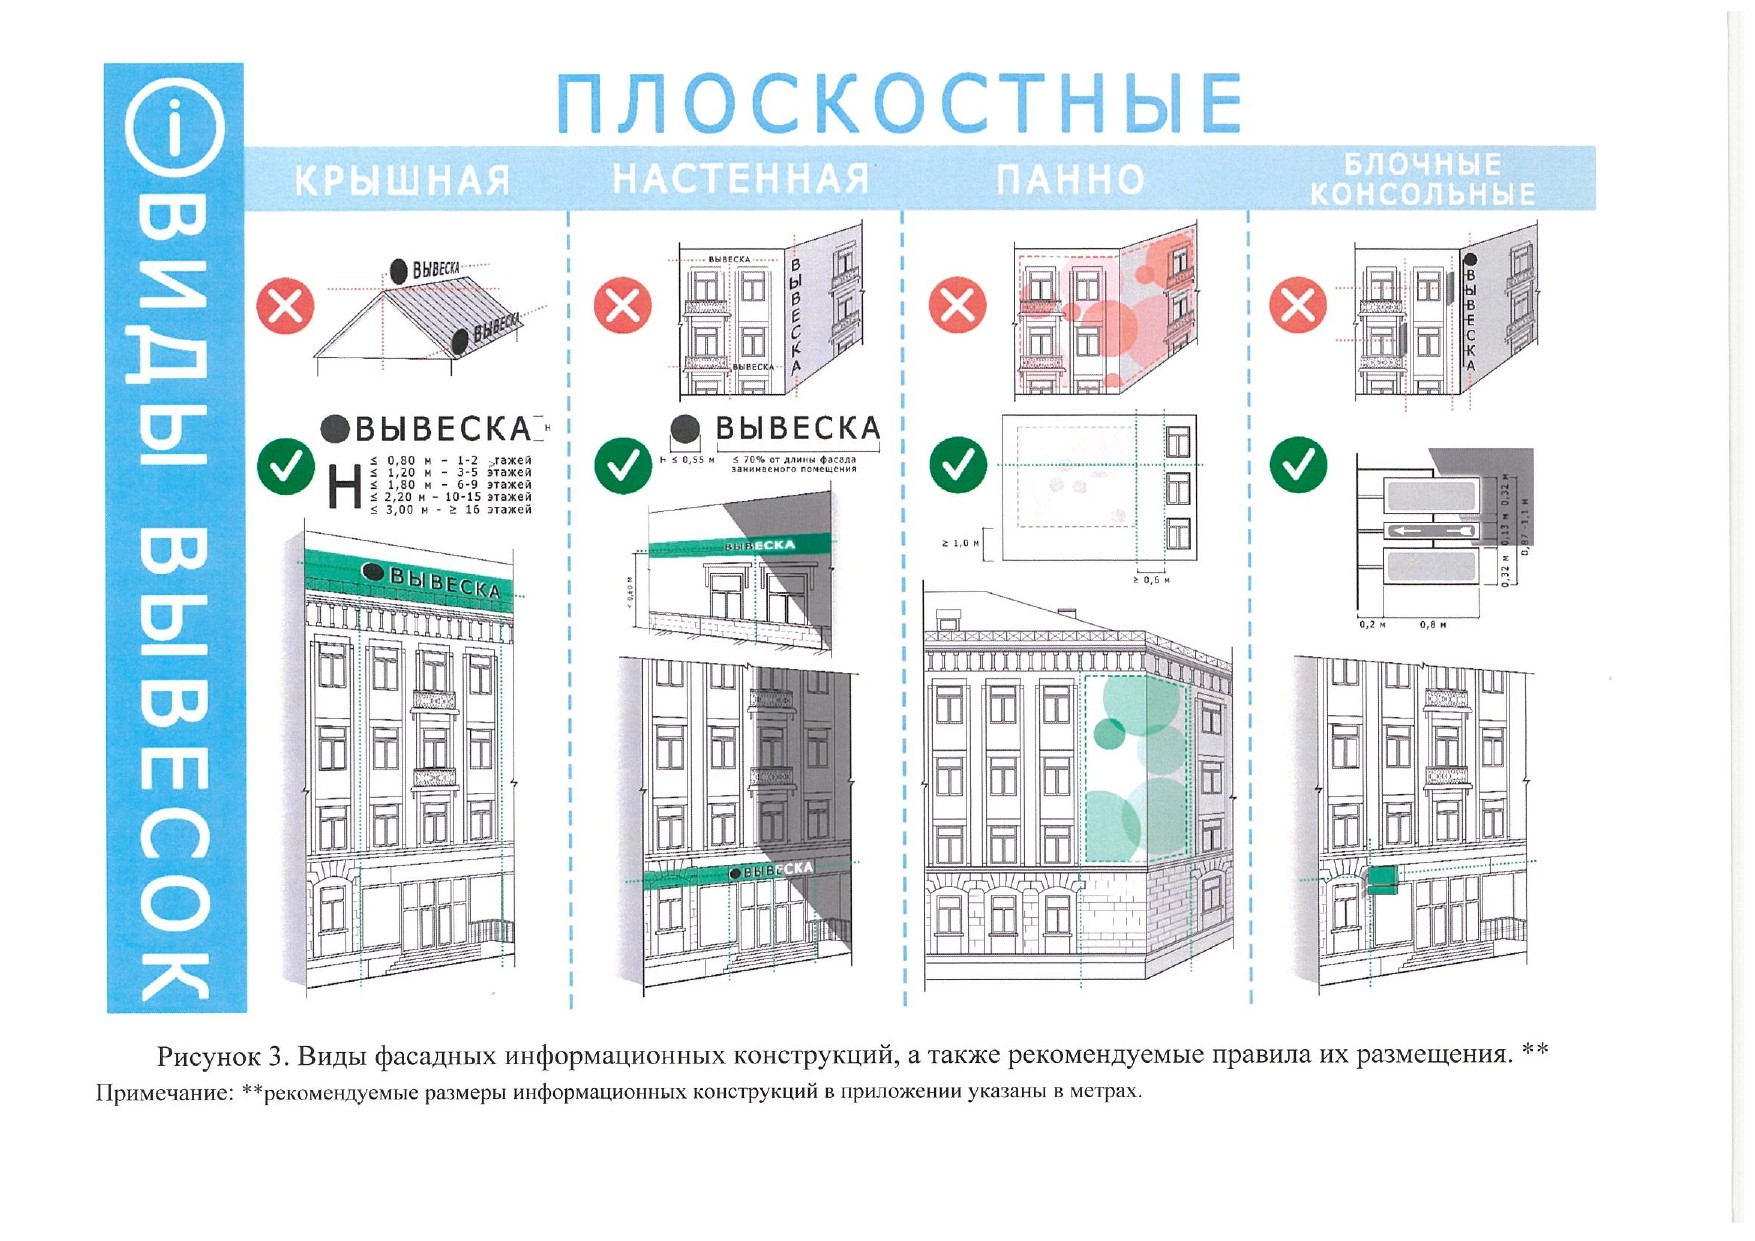 ВИДЫ ВЫВЕСОК
ПЛОСКОСТНЫЕ
КРЫШНАЯ
НАСТЕННАЯ
ПАННО
БЛОЧНЫЕ
КОНСОЛЬНЫЕ
ВЫВЕСКА
ВЫВЕСКА
ВЫВЕСКА H
H
≤ 0,80 м - 1-2 этажей
≤ 1,20 м - 3-5 этажей
≤ 1,80 м - 6-9 этажей
≤ 2,20 м - 10-15 этажей
≤ 3,00 м - ≥ 16 этажей
ВЫВЕСКА
ВЫВЕСКА
ВЫВЕСКА
ВЫВЕСКА
ВЫВЕСКА
H ≤ 0,55 м
≤ 70% от длины фасада
занимаемого помещения
ВЫВЕСКА
ВЫВЕСКА
≥ 1,0 м
≥ 0,6 м
ВЫВЕСКА
0,32 м
0,13 м
0,32 м
0,87-1,1 м
0,2 м
0,8 м
Рисунок 3. Виды фасадных информационных конструкций, а также рекомендуемые правила их размещения. **
Примечание: **рекомендуемые размеры информационных конструкций в приложении указаны в метрах.